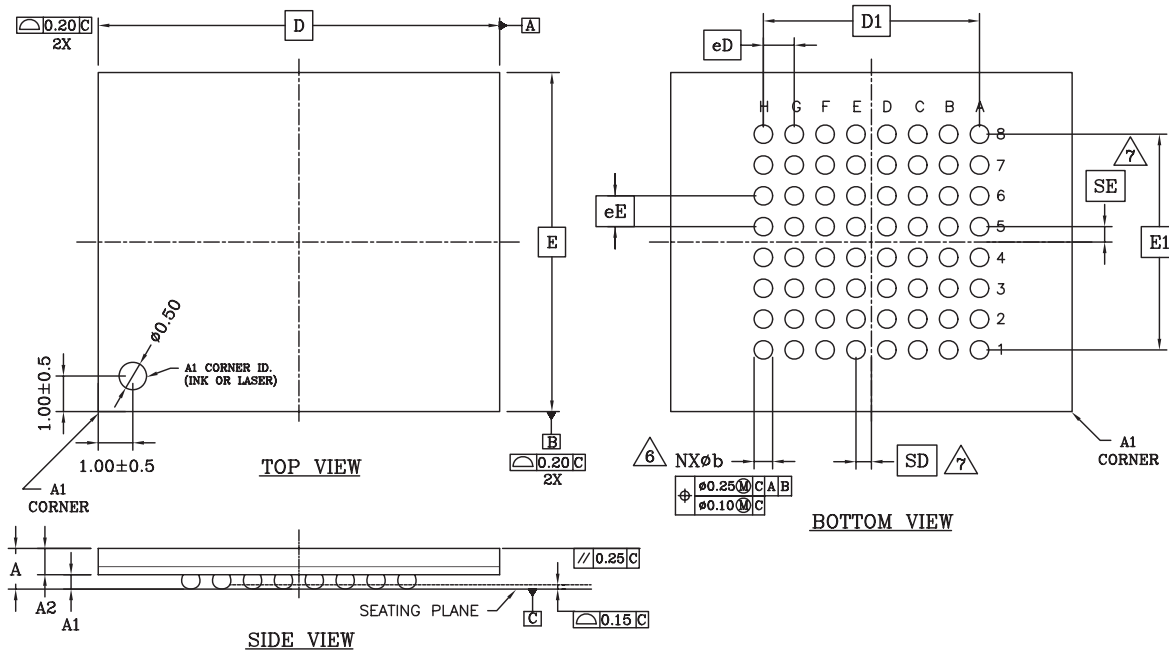 ⌓ 0.20 C
2X
D
A
E
Ø0.50
A1 CORNER ID.
(INK OR LASER)
1.00±0.5
1.00±0.5
A1
CORNER
TOP VIEW
B
⌓ 0.20 C
2X
D1
eD
H G F E D C B A
8
7
6
5
4
3
2
1
7
SE
eE
E1
6
NXØb
⌖ Ø0.25 Ⓜ C A B
Ø0.10 Ⓜ C
SD
7
A1
CORNER
BOTTOM VIEW
A
A2
A1
// 0.25 C
SEATING PLANE
C
⌓ 0.15 C
SIDE VIEW